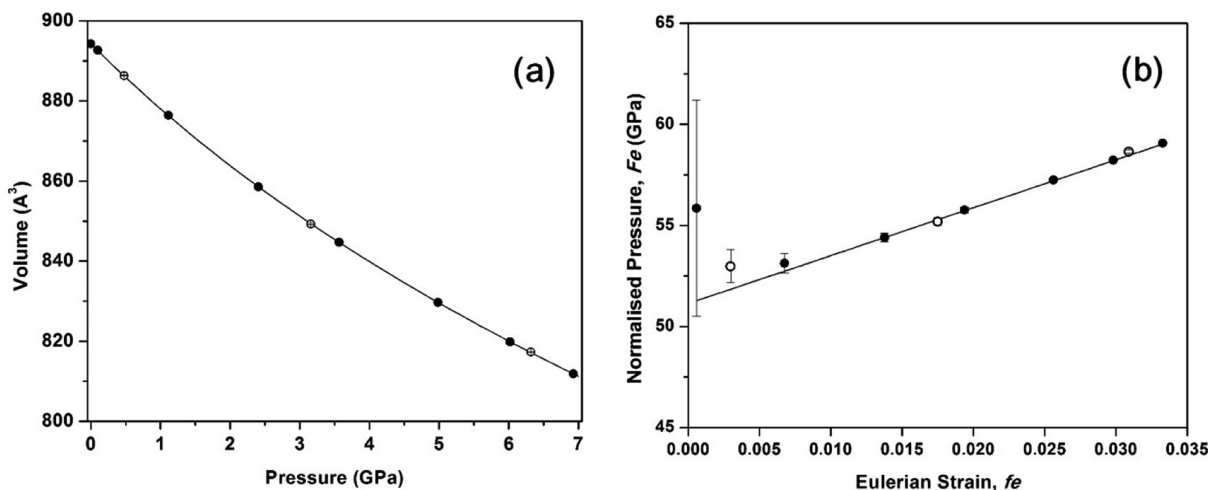 (a)
900
880
860
840
820
800
Volume (A³)
0 1 2 3 4 5 6 7
Pressure (GPa)
(b)
65
60
55
50
45
Normalised Pressure, Fe (GPa)
0.000 0.005 0.010 0.015 0.020 0.025 0.030 0.035
Eulerian Strain, fe